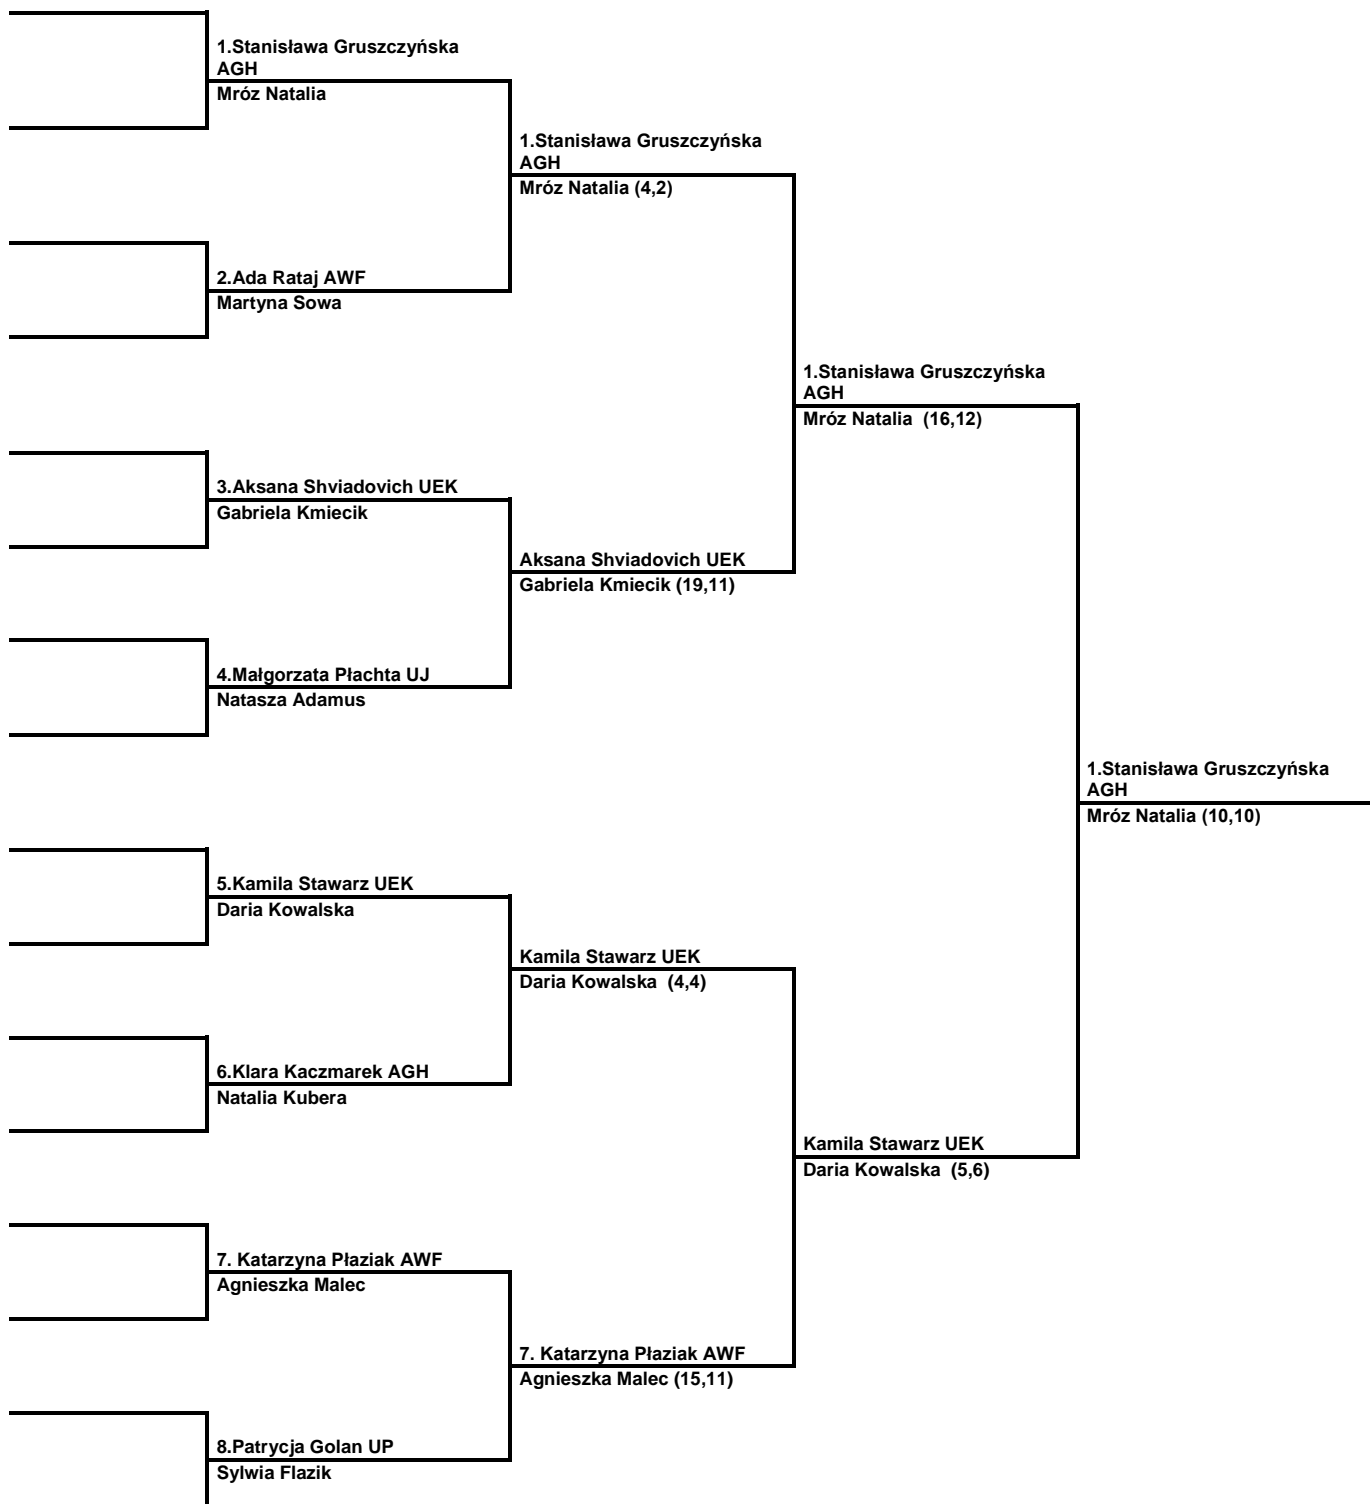 1.Stanisława Gruszczyńska
AGH
Mróz Natalia
1.Stanisława Gruszczyńska
AGH
Mróz Natalia (4,2)
2.Ada Rataj AWF
Martyna Sowa
1.Stanisława Gruszczyńska
AGH
Mróz Natalia  (16,12)
3.Aksana Shviadovich UEK
Gabriela Kmiecik
Aksana Shviadovich UEK
Gabriela Kmiecik (19,11)
4.Małgorzata Płachta UJ
Natasza Adamus
1.Stanisława Gruszczyńska
AGH
Mróz Natalia (10,10)
5.Kamila Stawarz UEK
Daria Kowalska
Kamila Stawarz UEK
Daria Kowalska  (4,4)
6.Klara Kaczmarek AGH
Natalia Kubera
Kamila Stawarz UEK
Daria Kowalska  (5,6)
7. Katarzyna Płaziak AWF
Agnieszka Malec
7. Katarzyna Płaziak AWF
Agnieszka Malec (15,11)
8.Patrycja Golan UP
Sylwia Flazik